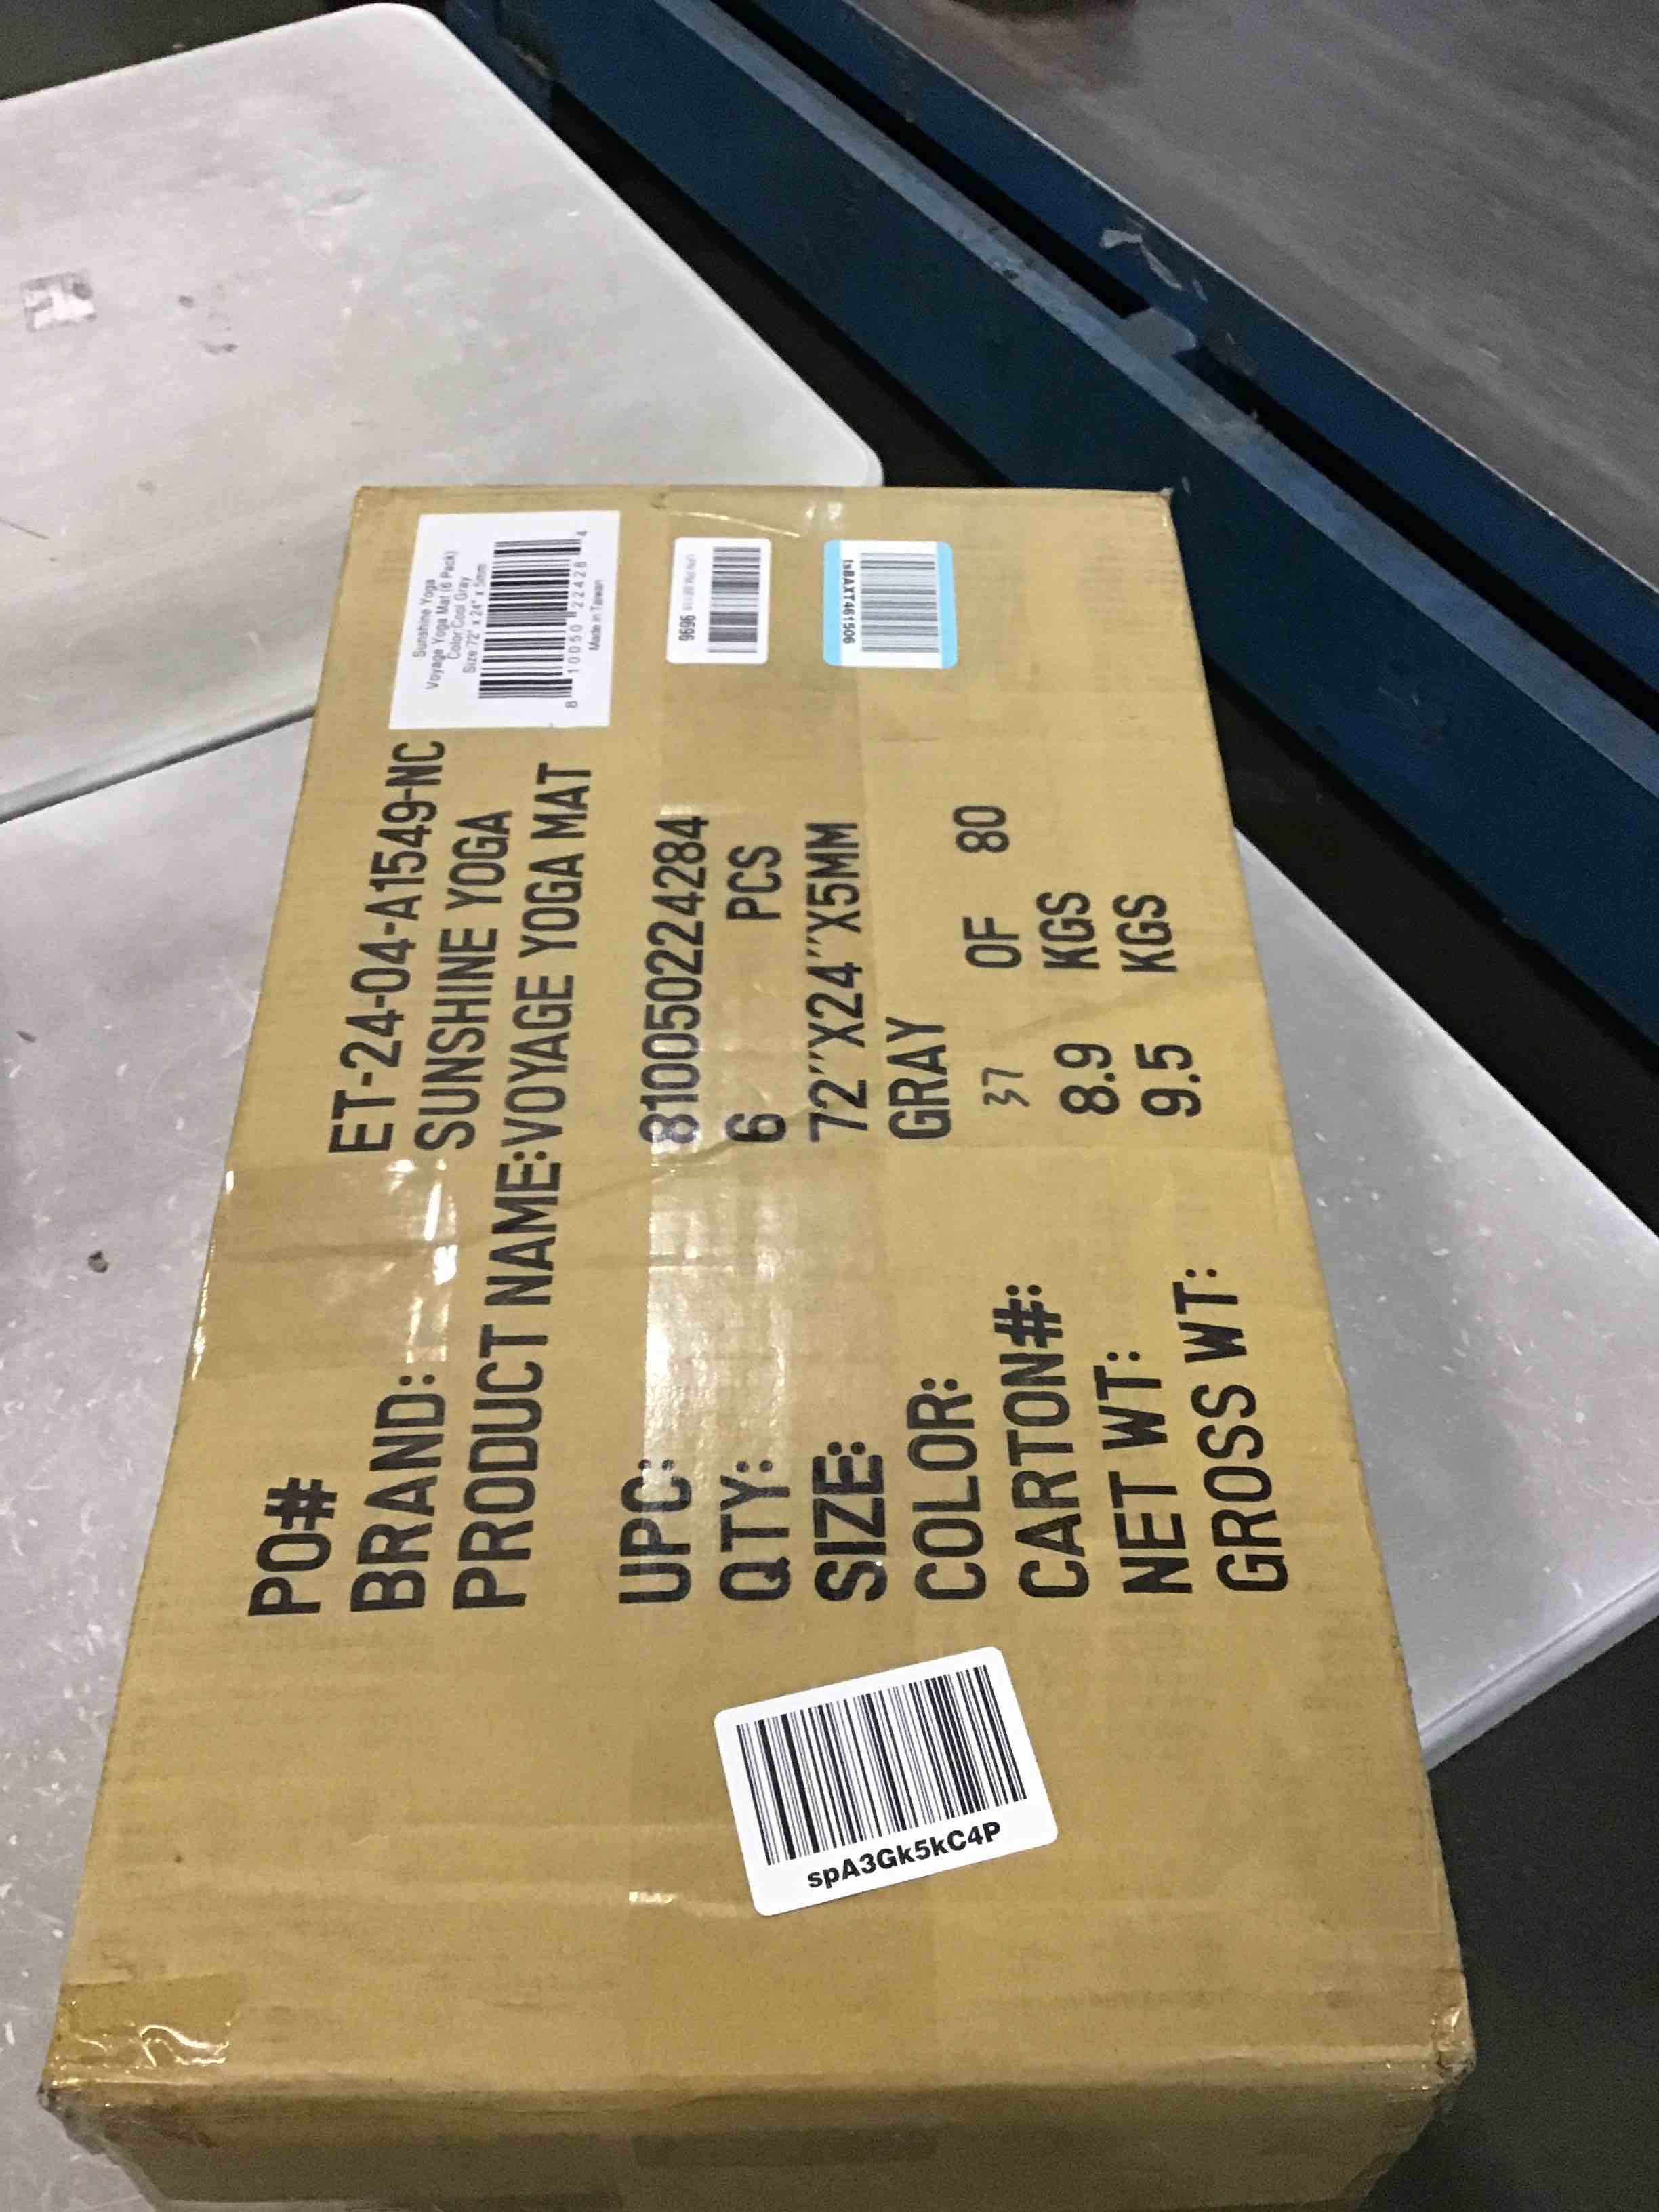 PO# ET-24-04-A1549-NC
BRAND: SUNSHINE YOGA
PRODUCT NAME:VOYAGE YOGA MAT
UPC: 810050224284
QTY: 6 PCS
SIZE: 72"X24"X5MM
COLOR: GRAY
CARTON#: 37 OF 80
NET WT: 8.9 KGS
GROSS WT: 9.5 KGS
Sunshine Yoga
Voyage Yoga Mat (6 Pack)
Color:Cool Gray
Size:72" x 24" x 5mm
8 10050 22428 4
Made in Taiwan
9696
tsBAXT461506
spA3Gk5kC4P